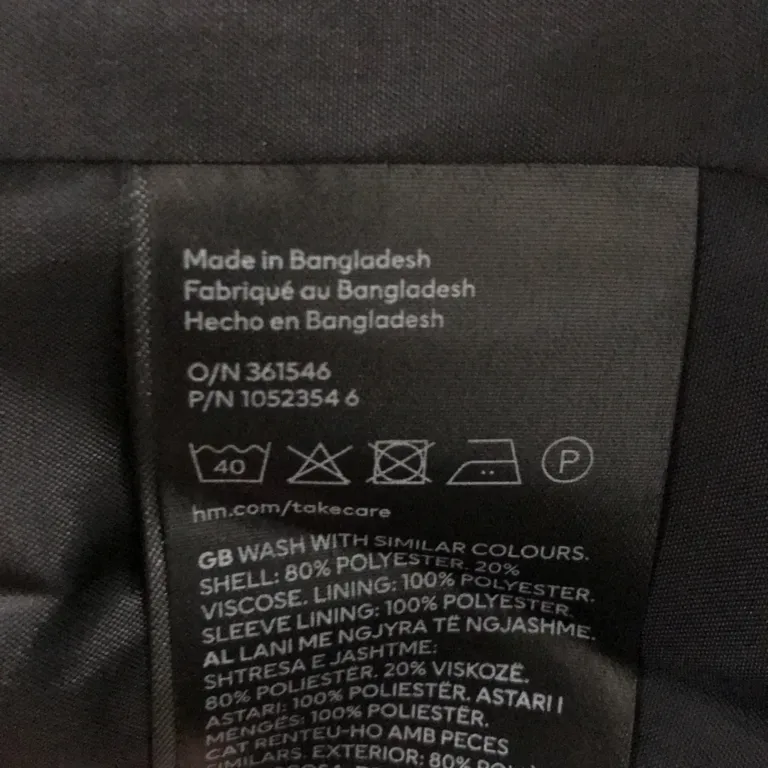 Made in Bangladesh
Fabriqué au Bangladesh
Hecho en Bangladesh
O/N 361546
P/N 1052354 6
40 P
hm.com/takecare
GB WASH WITH SIMILAR COLOURS.
SHELL: 80% POLYESTER. 20%
VISCOSE. LINING: 100% POLYESTER.
SLEEVE LINING: 100% POLYESTER.
AL LANI ME NGJYRA TË NGJASHME.
SHTRESA E JASHTME:
80% POLIESTËR. 20% VISKOZË.
ASTARI: 100% POLIESTËR. ASTARI I
MENGËS: 100% POLIESTËR.
CAT RENTEU-HO AMB PECES
SIMILARS. EXTERIOR: 80%